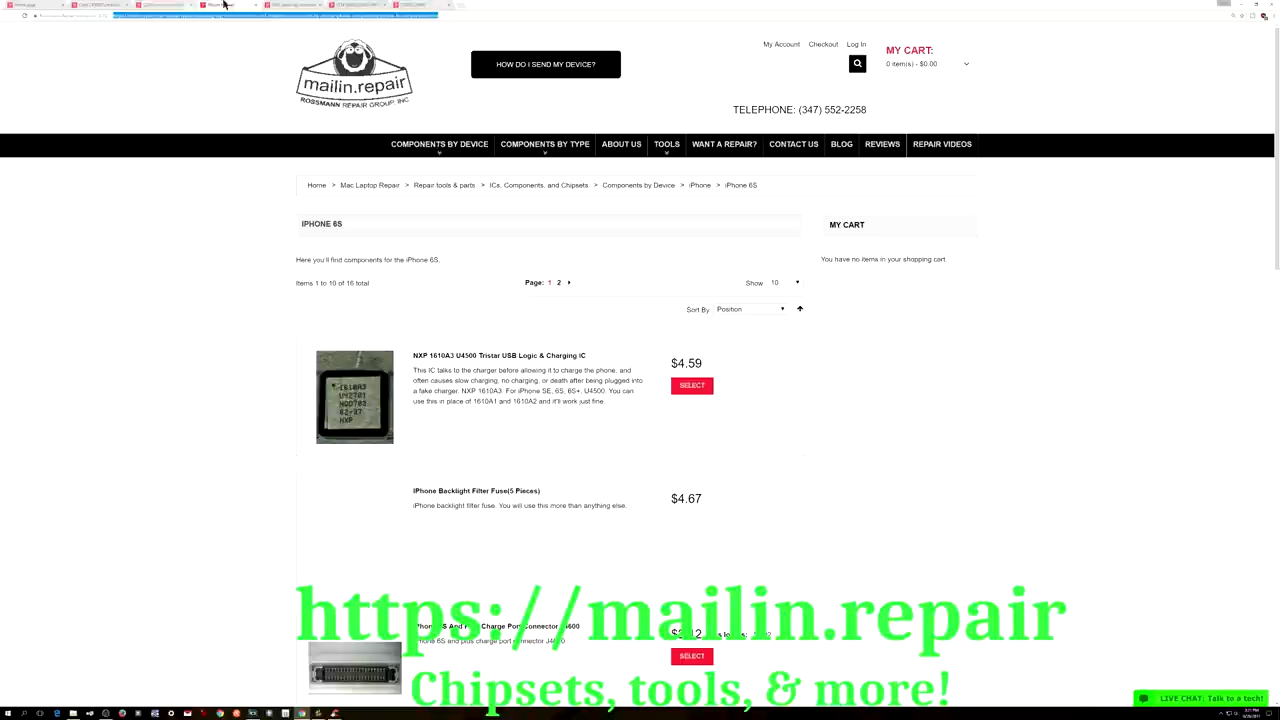 mailin.repair
ROSSMANN REPAIR GROUP INC
HOW DO I SEND MY DEVICE?
My Account Checkout Log In
MY CART:
0 item(s) - $0.00
TELEPHONE: (347) 552-2258
COMPONENTS BY DEVICE COMPONENTS BY TYPE ABOUT US TOOLS WANT A REPAIR? CONTACT US BLOG REVIEWS REPAIR VIDEOS
Home > Mac Laptop Repair > Repair tools & parts > ICs, Components, and Chipsets > Components by Device > iPhone > iPhone 6S
IPHONE 6S
MY CART
Here you'll find components for the iPhone 6S.
You have no items in your shopping cart.
Items 1 to 10 of 16 total
Page: 1 2
Show 10
Sort By Position
NXP 1610A3 U4500 Tristar USB Logic & Charging IC
$4.59
This IC talks to the charger before allowing it to charge the phone, and
often causes slow charging, no charging, or death after being plugged into
a fake charger. NXP 1610A3. For iPhone SE, 6S, 6S+, U4500. You can
use this in place of 1610A1 and 1610A2 and it'll work just fine.
SELECT
1610A3
NXP
IPhone Backlight Filter Fuse(5 Pieces)
$4.67
iPhone backlight filter fuse. You will use this more than anything else.
https://mailin.repair
Charge Port Connector
6S and plus charge port connector
SELECT
Chipsets, tools, & more!
LIVE CHAT: Talk to a tech!